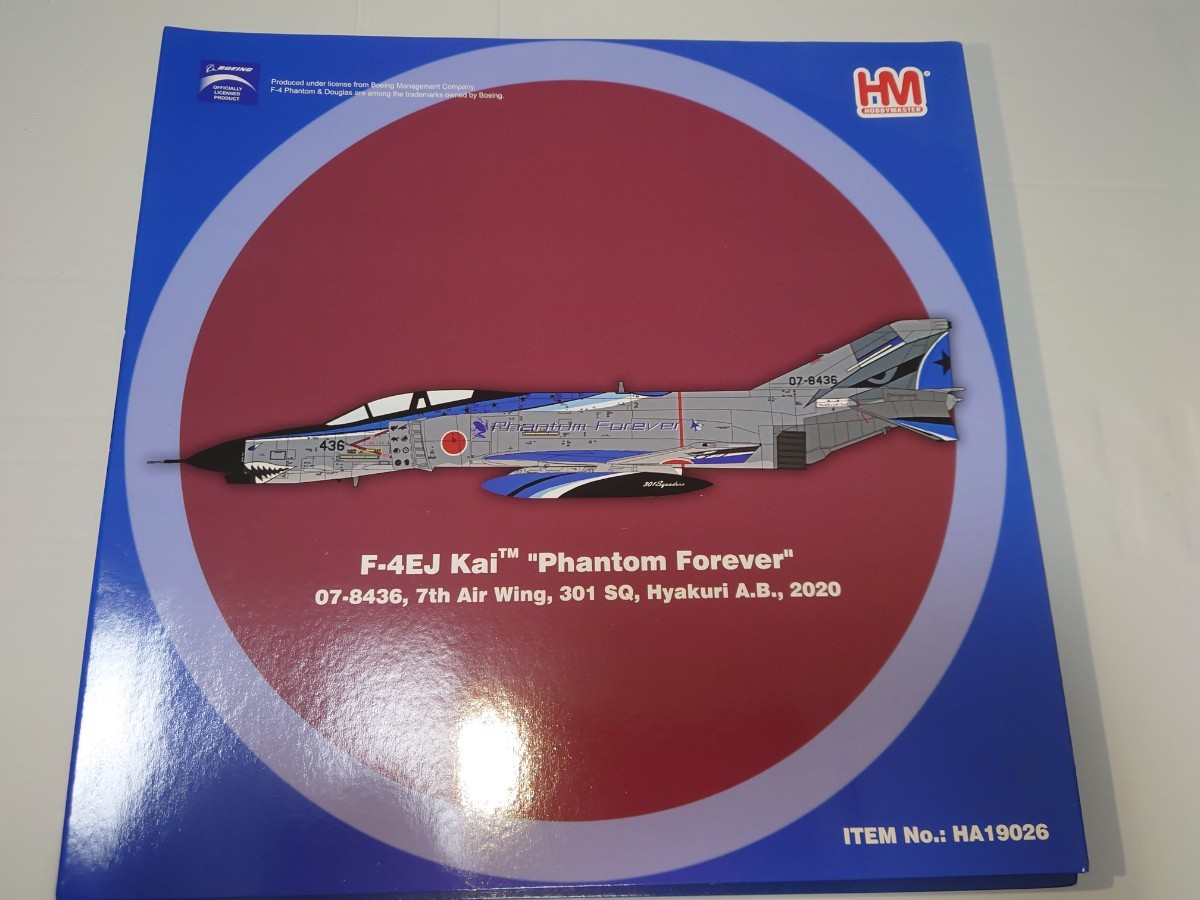 BOEING
OFFICIALLY
LICENSED
PRODUCT
Produced under license from Boeing Management Company.
F-4 Phantom & Douglas are among the trademarks owned by Boeing.
HM
HOBBYMASTER
07-8436
436
Phantom Forever
301Squadron
F-4EJ Kai™ "Phantom Forever"
07-8436, 7th Air Wing, 301 SQ, Hyakuri A.B., 2020
ITEM No.: HA19026